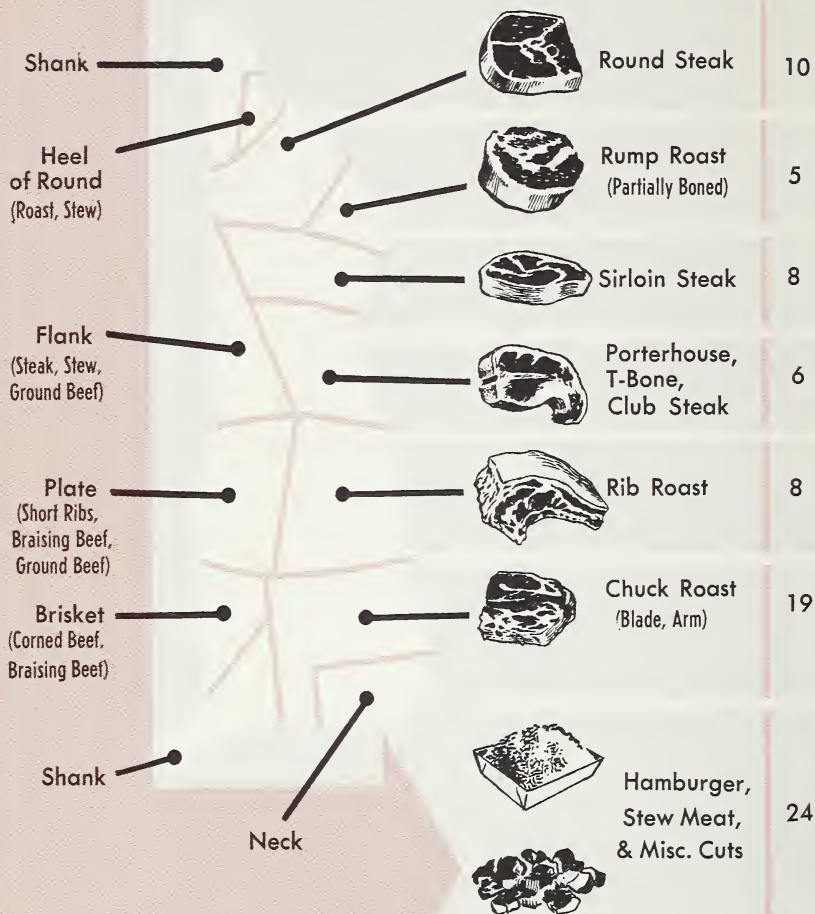 Shank
Heel
of Round
(Roast, Stew)
Flank
(Steak, Stew,
Ground Beef)
Plate
(Short Ribs,
Braising Beef,
Ground Beef)
Brisket
(Corned Beef,
Braising Beef)
Shank
Neck
Round Steak
10
Rump Roast
(Partially Boned)
5
Sirloin Steak
8
Porterhouse,
T-Bone,
Club Steak
6
Rib Roast
8
Chuck Roast
(Blade, Arm)
19
Hamburger,
Stew Meat,
& Misc. Cuts
24